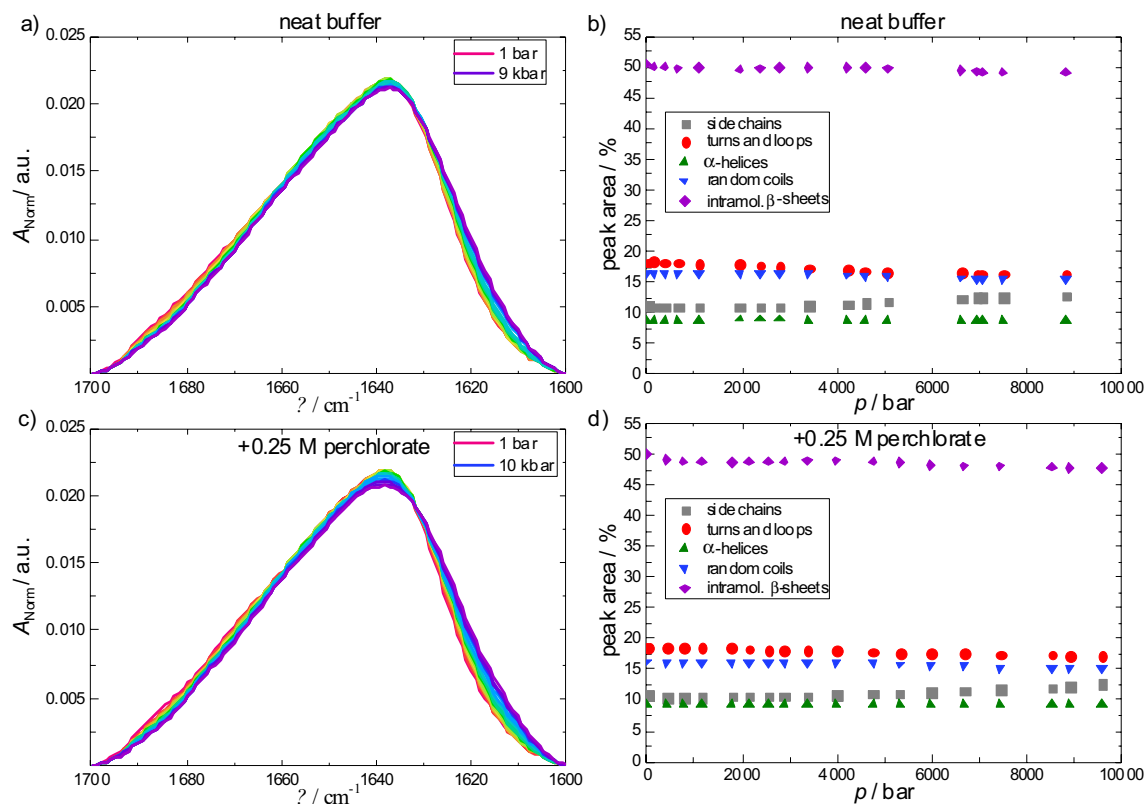 a)
neat buffer
0.025
0.020
0.015
0.010
0.005
A_Norm / a.u.
1 bar
9 kbar
1700
1680
1660
1640
1620
1600
? / cm⁻¹
b)
neat buffer
55
50
45
40
35
30
25
20
15
10
5
0
peak area / %
side chains
turns and loops
α-helices
random coils
intramol. β-sheets
0
2000
4000
6000
8000
10000
p / bar
c)
+0.25 M perchlorate
0.025
0.020
0.015
0.010
0.005
A_Norm / a.u.
1 bar
10 kbar
1700
1680
1660
1640
1620
1600
? / cm⁻¹
d)
+0.25 M perchlorate
55
50
45
40
35
30
25
20
15
10
5
0
peak area / %
side chains
turns and loops
α-helices
random coils
intramol. β-sheets
0
2000
4000
6000
8000
10000
p / bar